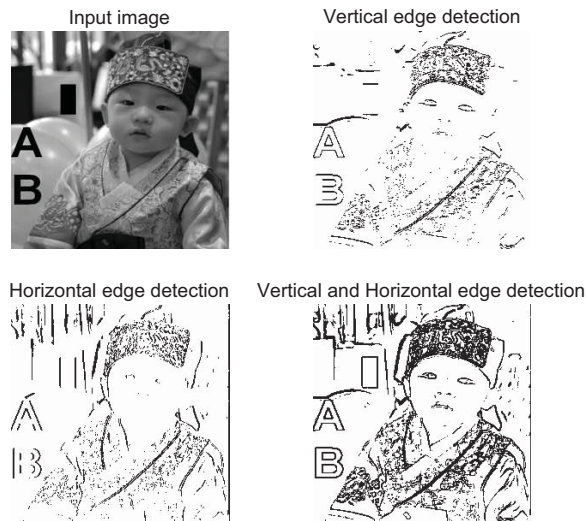 Input image
Vertical edge detection
A
B
A
B
Horizontal edge detection
Vertical and Horizontal edge detection
A
B
A
B